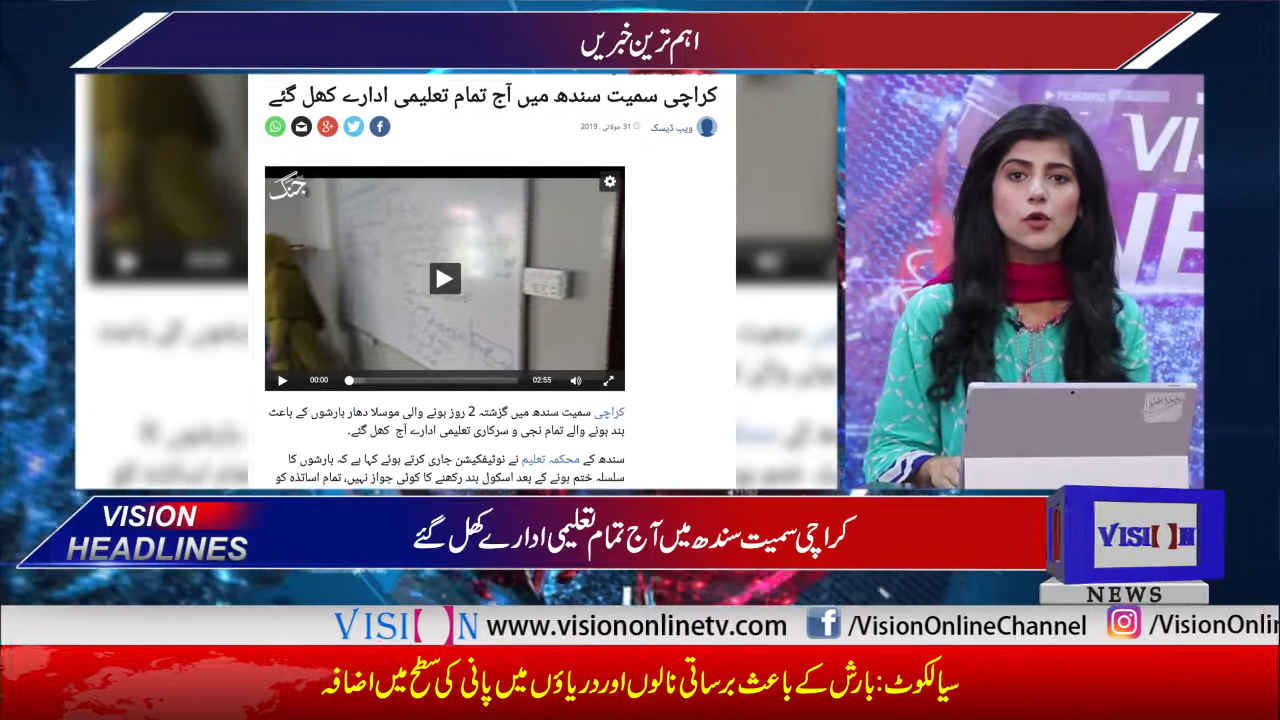 اہم ترین خبریں
کراچی سمیت سندھ میں آج تمام تعلیمی ادارے کھل گئے
ویب ڈیسک
31 جولائی ، 2019
جنگ
00:00
02:55
کراچی سمیت سندھ میں گزشتہ 2 روز ہونے والی موسلا دھار بارشوں کے باعث
بند ہونے والے تمام نجی و سرکاری تعلیمی ادارے آج کھل گئے۔
سندھ کے محکمہ تعلیم نے نوٹیفکیشن جاری کرتے ہوئے کہا ہے کہ بارشوں کا
سلسلہ ختم ہونے کے بعد اسکول بند رکھنے کا کوئی جواز نہیں، تمام اساتذہ کو
VI
NE
VISION
HEADLINES
کراچی سمیت سندھ میں آج تمام تعلیمی ادارے کھل گئے
VISION
NEWS
VISION www.visiononlinetv.com /VisionOnlineChannel /VisionOnlin
سیالکوٹ: بارش کے باعث برساتی نالوں اور دریاؤں میں پانی کی سطح میں اضافہ